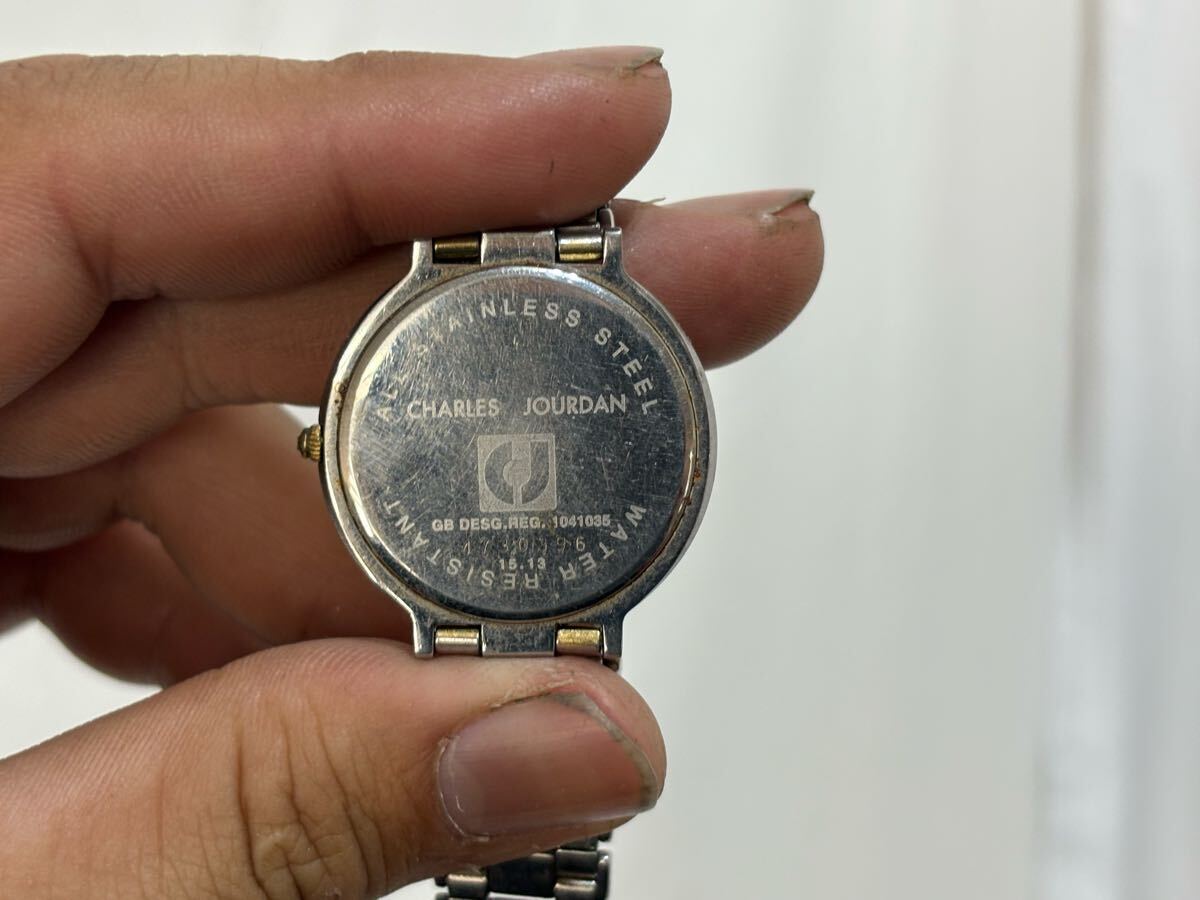 ALL STAINLESS STEEL
CHARLES JOURDAN
GB DESG.REG. 1041035
15.13
WATER RESISTANT